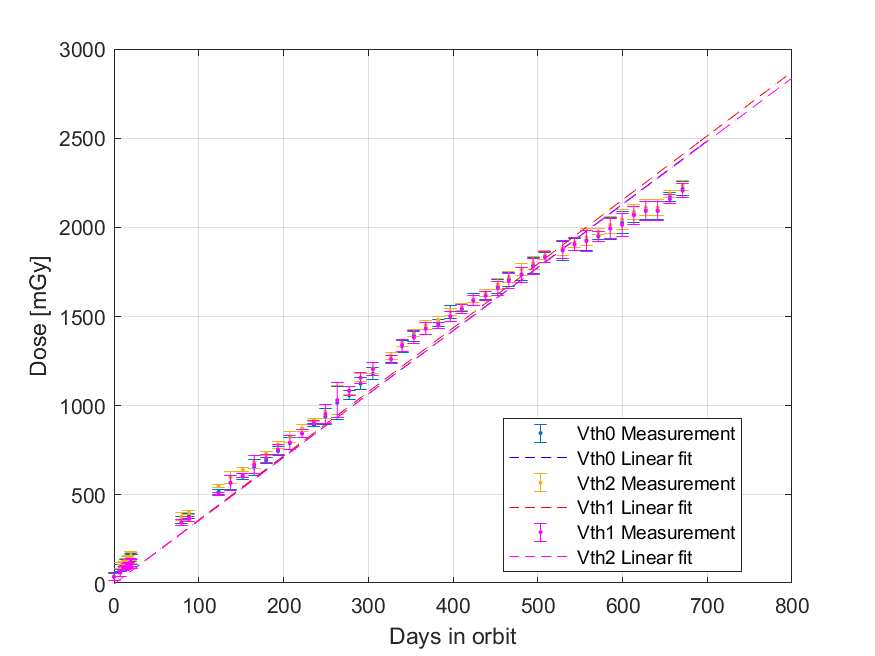 3000
2500
2000
1500
1000
500
0
Dose [mGy]
0 100 200 300 400 500 600 700 800
Days in orbit
Vth0 Measurement
Vth0 Linear fit
Vth2 Measurement
Vth1 Linear fit
Vth1 Measurement
Vth2 Linear fit